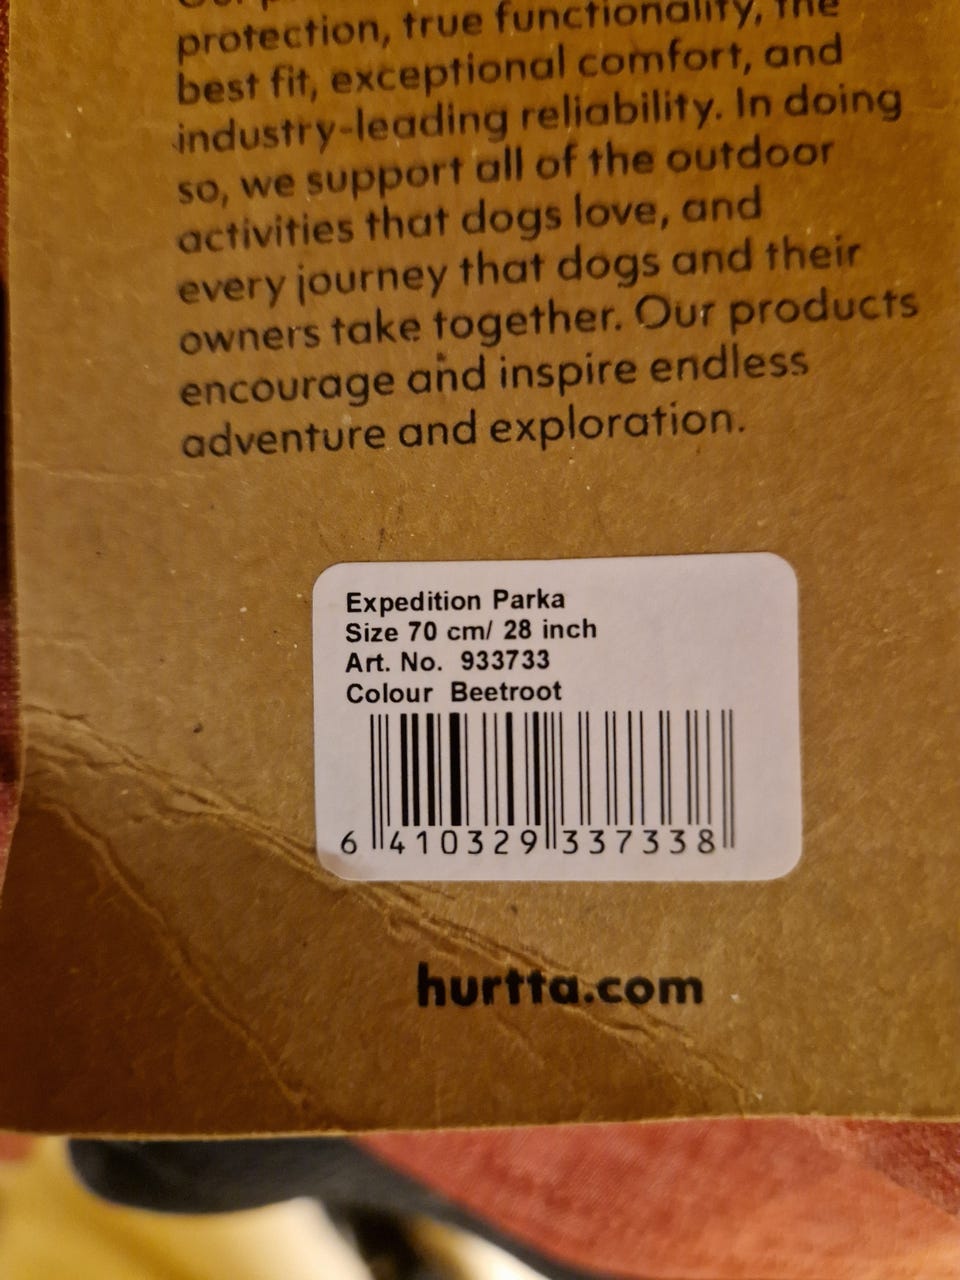 protection, true functionality, the
best fit, exceptional comfort, and
industry-leading reliability. In doing
so, we support all of the outdoor
activities that dogs love, and
every journey that dogs and their
owners take together. Our products
encourage and inspire endless
adventure and exploration.
Expedition Parka
Size 70 cm/ 28 inch
Art. No. 933733
Colour Beetroot
6 410329 337338
hurtta.com